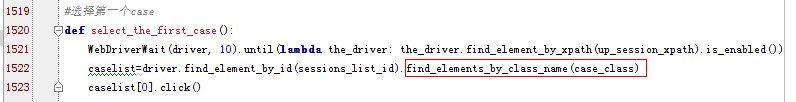 1519 #选择第一个case
1520 def select_the_first_case():
1521 WebDriverWait(driver, 10).until(lambda the_driver: the_driver.find_element_by_xpath(up_session_xpath).is_enabled())
1522 caselist=driver.find_element_by_id(sessions_list_id).find_elements_by_class_name(case_class)
1523 caselist[0].click()